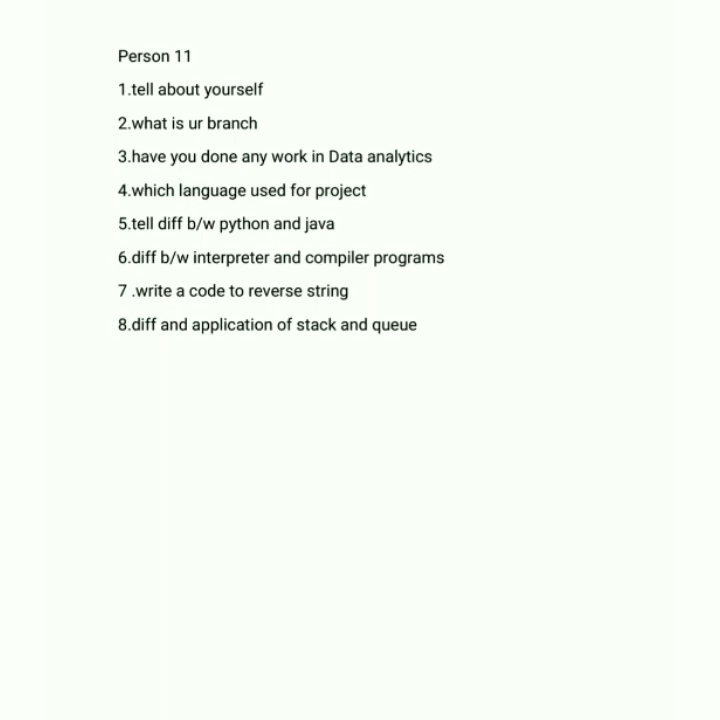 Person 11
1.tell about yourself
2.what is ur branch
3.have you done any work in Data analytics
4.which language used for project
5.tell diff b/w python and java
6.diff b/w interpreter and compiler programs
7 .write a code to reverse string
8.diff and application of stack and queue